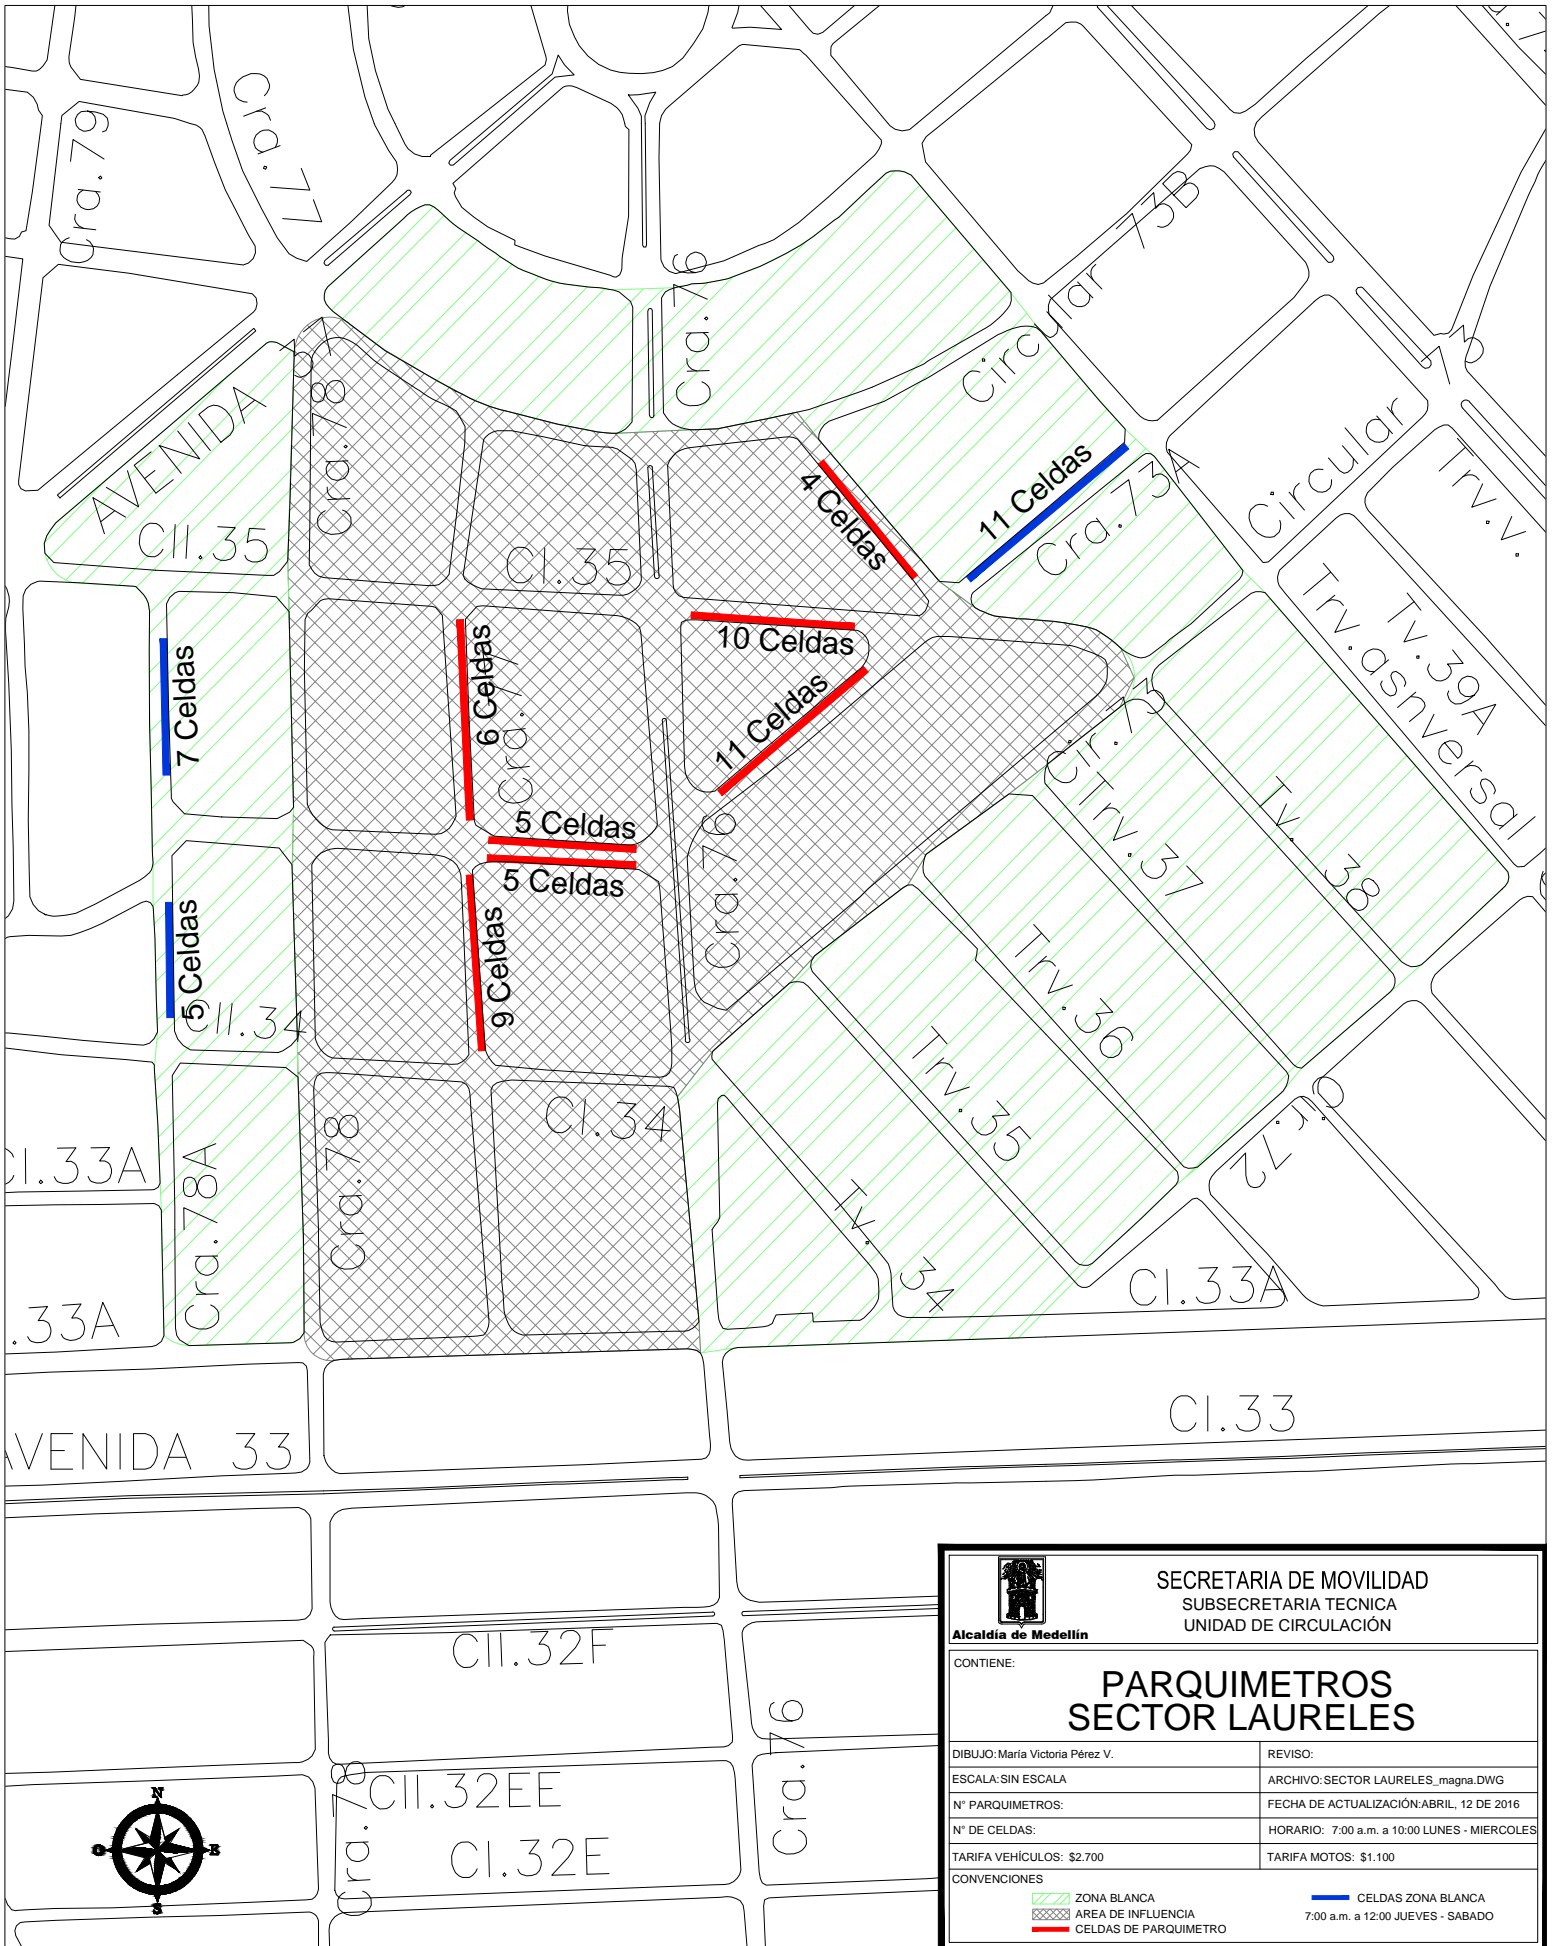 Cra.79
Cra.77
Cra.76
Circular 73B
Circular 73
AVENIDA 37
Cra.78
Cll.35
Cl.35
4 Celdas
11 Celdas
Cra.73A
Trv.v.
Trv.asnversal
Tv.39A
10 Celdas
7 Celdas
6 Celdas
Cra.77
11 Celdas
Cir.73
Trv.37
Tv. 38
5 Celdas
5 Celdas
Cra.76
5 Celdas
9 Celdas
Cll.34
Trv.36
Trv.35
Cir.72
Cl.34
Cl.33A
Cra.78A
Cra.78
Tv. 34
Cl.33A
.33A
Cl.33
AVENIDA 33
Cll.32F
Cll.32EE
Cl.32E
Cra.78
Cra.76
N
O
E
S
Alcaldía de Medellín
SECRETARIA DE MOVILIDAD
SUBSECRETARIA TECNICA
UNIDAD DE CIRCULACIÓN
CONTIENE:
PARQUIMETROS
SECTOR LAURELES
DIBUJO: María Victoria Pérez V.
REVISO:
ESCALA: SIN ESCALA
ARCHIVO: SECTOR LAURELES_magna.DWG
N° PARQUIMETROS:
FECHA DE ACTUALIZACIÓN: ABRIL, 12 DE 2016
N° DE CELDAS:
HORARIO: 7:00 a.m. a 10:00 LUNES - MIERCOLES
TARIFA VEHÍCULOS: $2.700
TARIFA MOTOS: $1.100
CONVENCIONES
ZONA BLANCA
CELDAS ZONA BLANCA
AREA DE INFLUENCIA
7:00 a.m. a 12:00 JUEVES - SABADO
CELDAS DE PARQUIMETRO